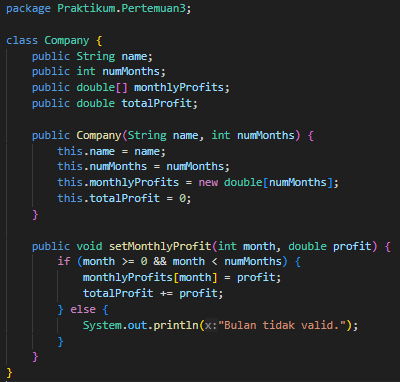 package Praktikum.Pertemuan3;
class Company {
    public String name;
    public int numMonths;
    public double[] monthlyProfits;
    public double totalProfit;
    public Company(String name, int numMonths) {
        this.name = name;
        this.numMonths = numMonths;
        this.monthlyProfits = new double[numMonths];
        this.totalProfit = 0;
    }
    public void setMonthlyProfit(int month, double profit) {
        if (month >= 0 && month < numMonths) {
            monthlyProfits[month] = profit;
            totalProfit += profit;
        } else {
            System.out.println(x:"Bulan tidak valid.");
        }
    }
}